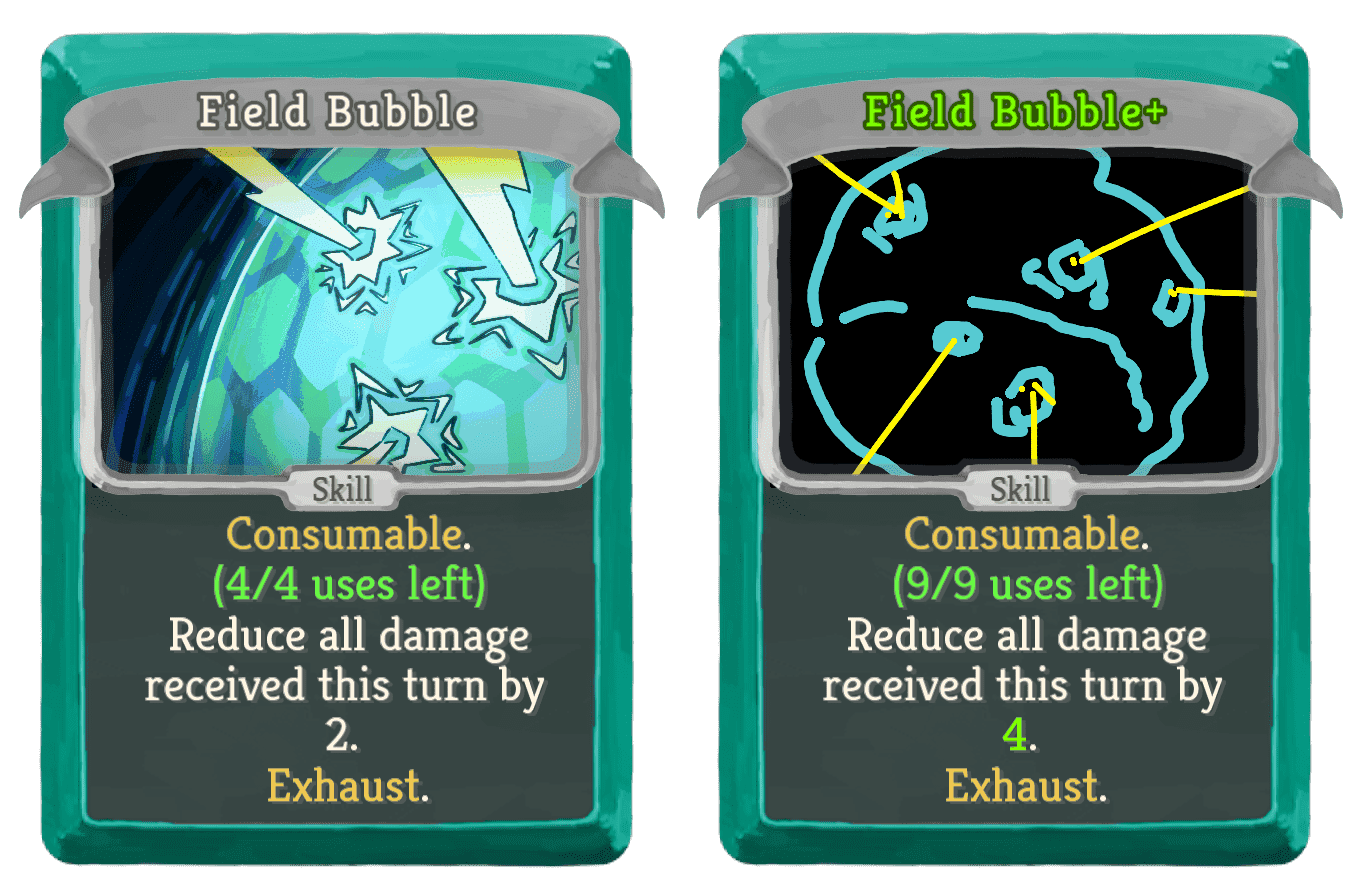 Field Bubble
Skill
Consumable.
(4/4 uses left)
Reduce all damage
received this turn by
2.
Exhaust.
Field Bubble+
Skill
Consumable.
(9/9 uses left)
Reduce all damage
received this turn by
4.
Exhaust.